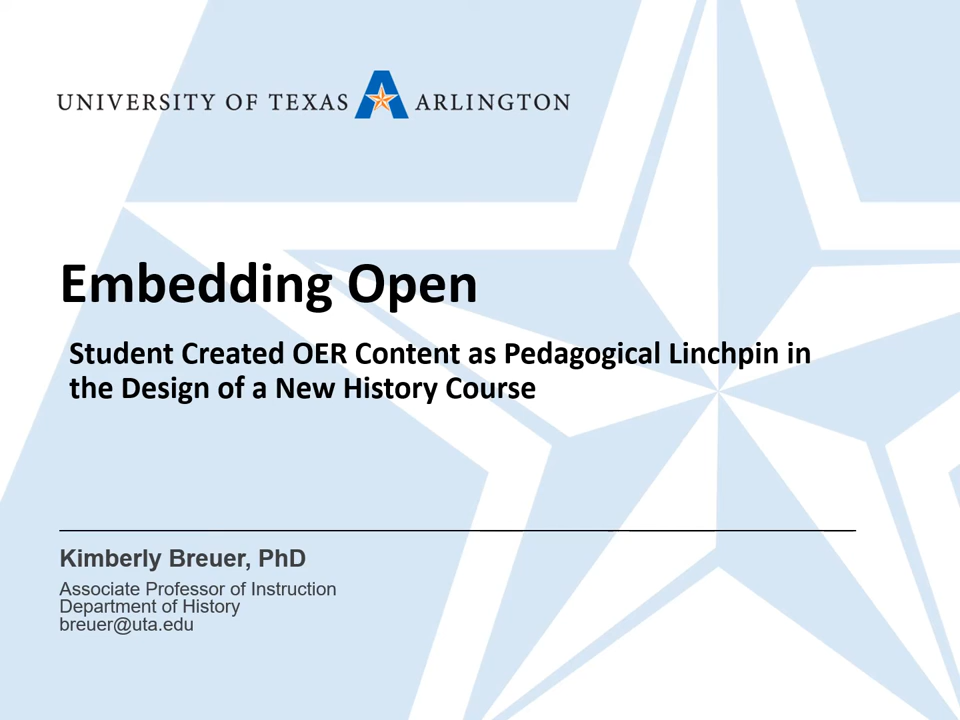 UNIVERSITY OF TEXAS A ARLINGTON
Embedding Open
Student Created OER Content as Pedagogical Linchpin in
the Design of a New History Course
Kimberly Breuer, PhD
Associate Professor of Instruction
Department of History
breuer@uta.edu